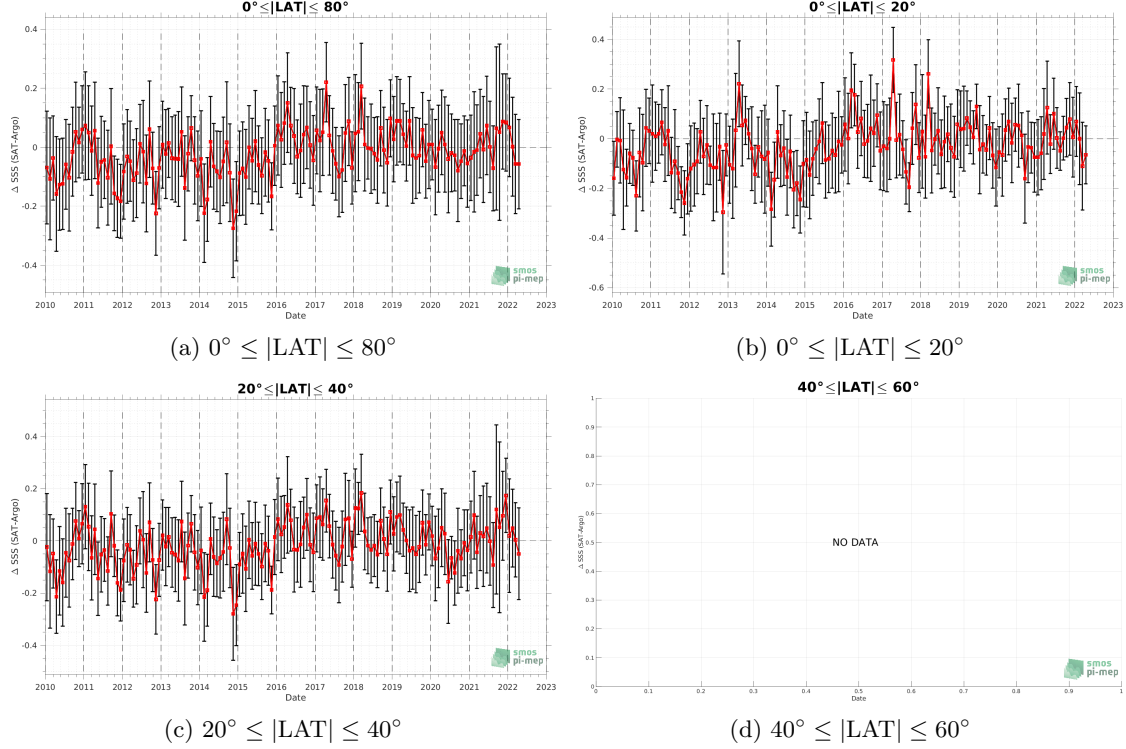 0°≤|LAT|≤ 80°
Δ SSS (SAT-Argo)
0.4
0.2
0
-0.2
-0.4
2010 2011 2012 2013 2014 2015 2016 2017 2018 2019 2020 2021 2022 2023
Date
smos
pi-mep
0°≤|LAT|≤ 20°
Δ SSS (SAT-Argo)
0.4
0.2
0
-0.2
-0.4
-0.6
2010 2011 2012 2013 2014 2015 2016 2017 2018 2019 2020 2021 2022 2023
Date
smos
pi-mep
(a) 0° ≤ |LAT| ≤ 80°
(b) 0° ≤ |LAT| ≤ 20°
20°≤|LAT|≤ 40°
Δ SSS (SAT-Argo)
0.4
0.2
0
-0.2
-0.4
2010 2011 2012 2013 2014 2015 2016 2017 2018 2019 2020 2021 2022 2023
Date
smos
pi-mep
40°≤|LAT|≤ 60°
Δ SSS (SAT-Argo)
1
0.9
0.8
0.7
0.6
0.5
0.4
0.3
0.2
0.1
0
NO DATA
0 0.1 0.2 0.3 0.4 0.5 0.6 0.7 0.8 0.9 1
Date
smos
pi-mep
(c) 20° ≤ |LAT| ≤ 40°
(d) 40° ≤ |LAT| ≤ 60°